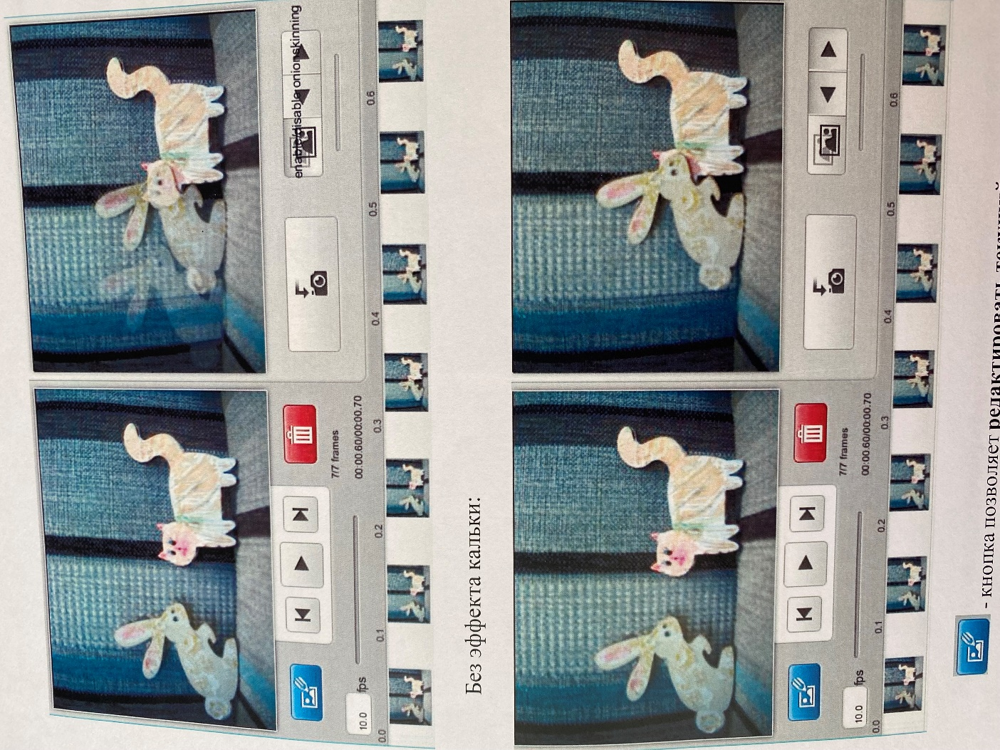 enable/disable onionskinning
7/7 frames
10.0 fps
00:00.60/00:00.70
0.0 0.1 0.2 0.3 0.4 0.5 0.6
Без эффекта кальки:
7/7 frames
10.0 fps
00:00.60/00:00.70
0.0 0.1 0.2 0.3 0.4 0.5 0.6
- кнопка позволяет редактировать текущий